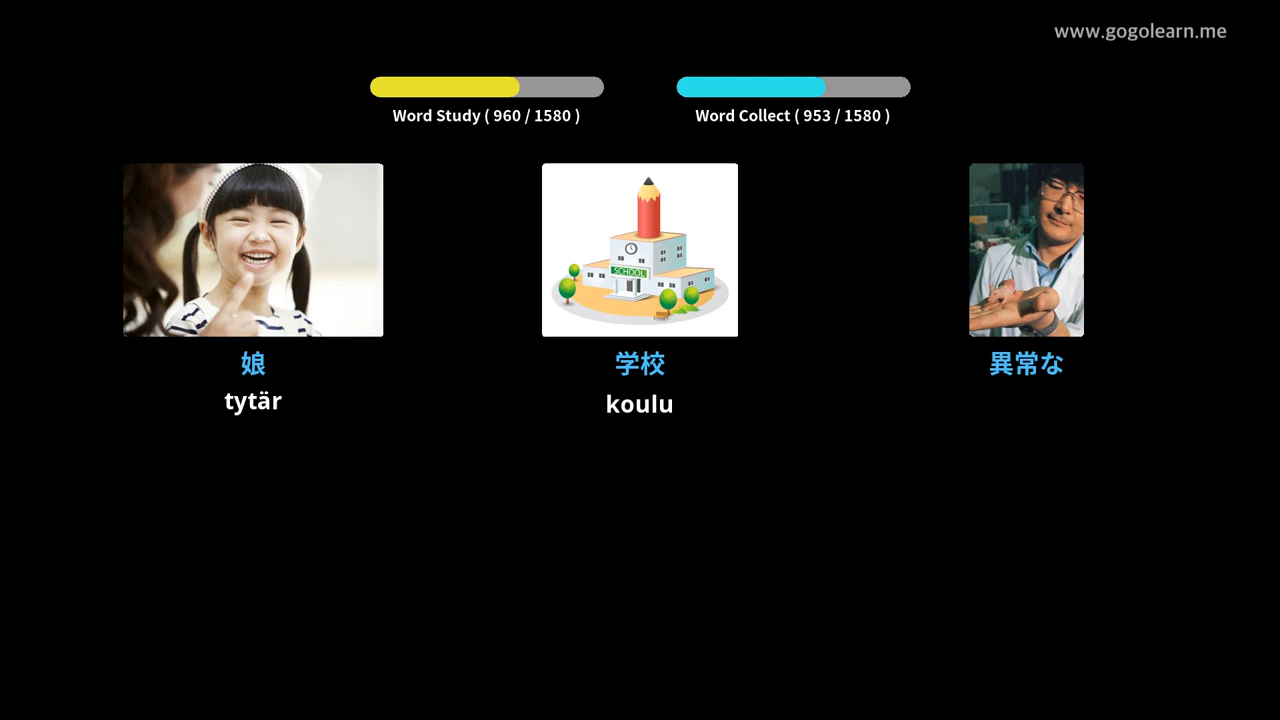 www.gogolearn.me
Word Study ( 960 / 1580 )
Word Collect ( 953 / 1580 )
SCHOOL
娘
tytär
学校
koulu
異常な